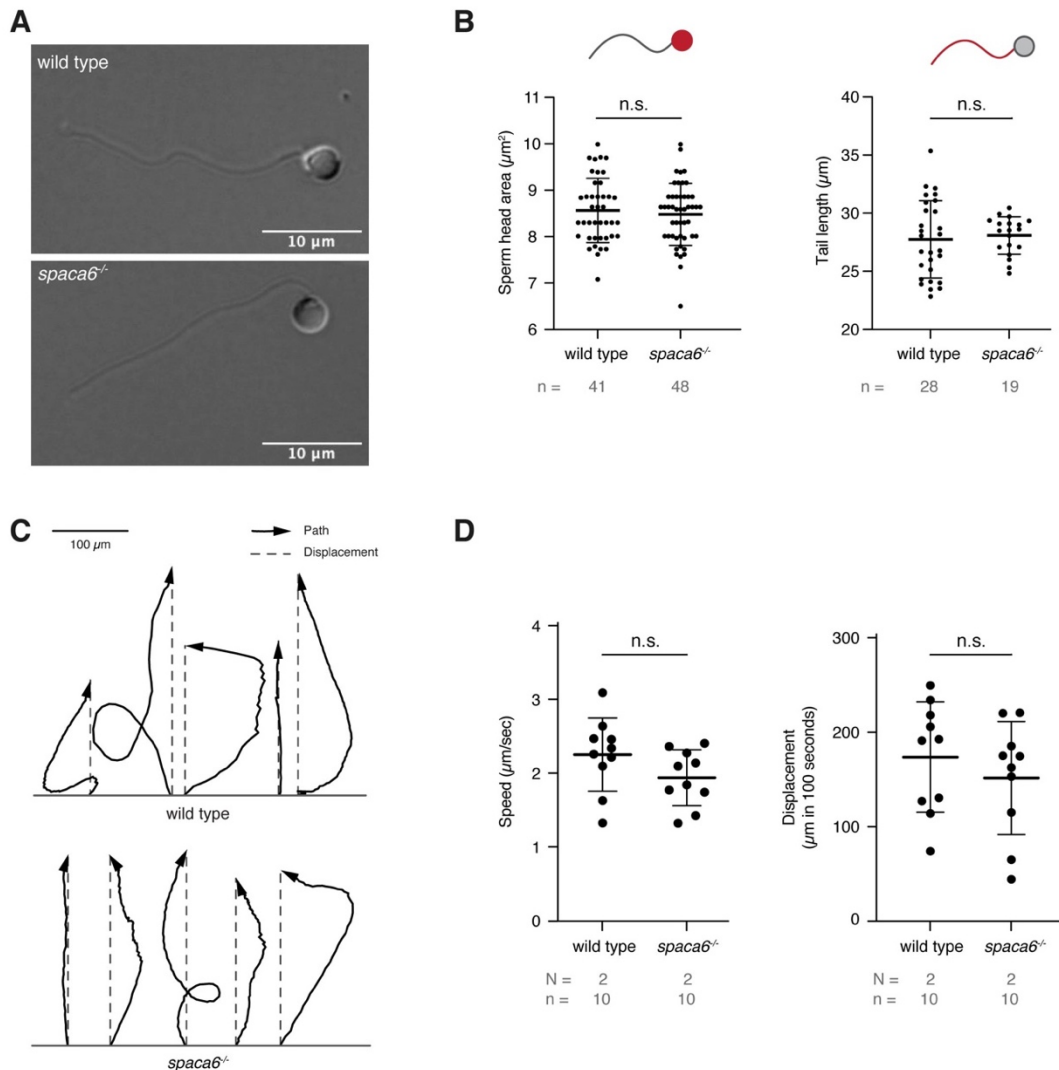 A
wild type
10 µm
spaca6-/-
10 µm
B
n.s.
Sperm head area (µm²)
10
9
8
7
6
wild type
spaca6-/-
n = 41 48
n.s.
Tail length (µm)
40
35
30
25
20
wild type
spaca6-/-
28 19
C
100 µm
Path
Displacement
wild type
spaca6-/-
D
n.s.
Speed (µm/sec)
4
3
2
1
0
wild type
spaca6-/-
N = 2 2
n = 10 10
n.s.
Displacement
(µm in 100 seconds)
300
200
100
0
wild type
spaca6-/-
N = 2 2
n = 10 10